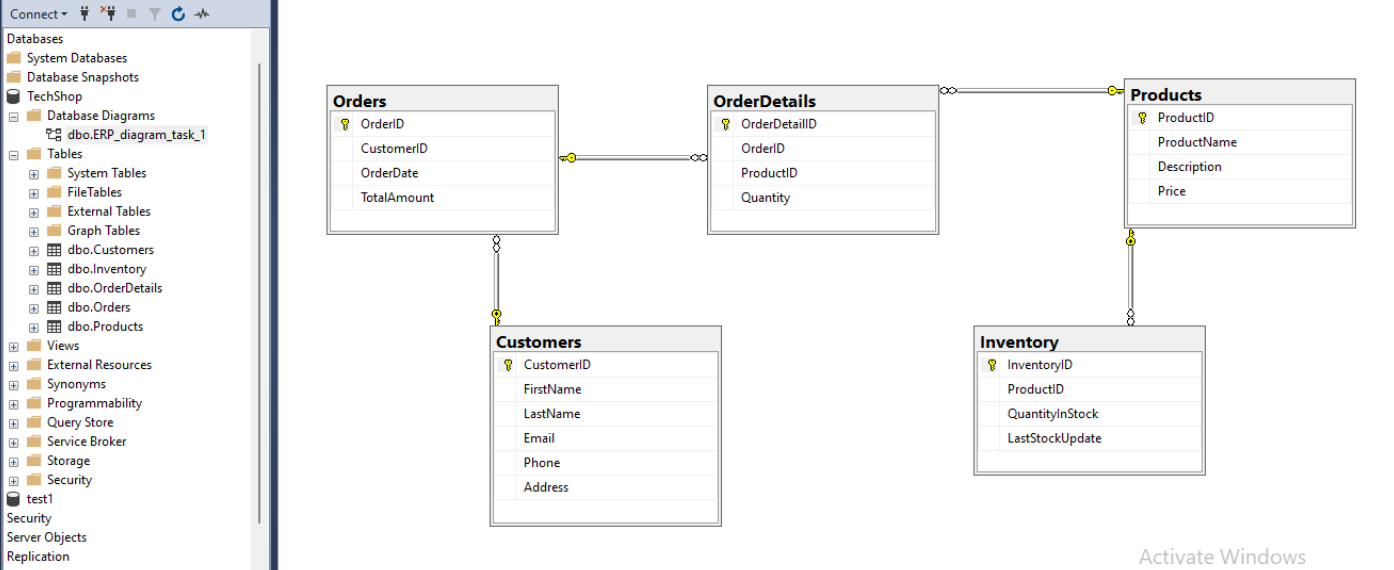 Connect
Databases
System Databases
Database Snapshots
TechShop
Database Diagrams
dbo.ERP_diagram_task_1
Tables
System Tables
FileTables
External Tables
Graph Tables
dbo.Customers
dbo.Inventory
dbo.OrderDetails
dbo.Orders
dbo.Products
Views
External Resources
Synonyms
Programmability
Query Store
Service Broker
Storage
Security
test1
Security
Server Objects
Replication
Orders
OrderID
CustomerID
OrderDate
TotalAmount
OrderDetails
OrderDetailID
OrderID
ProductID
Quantity
Products
ProductID
ProductName
Description
Price
Customers
CustomerID
FirstName
LastName
Email
Phone
Address
Inventory
InventoryID
ProductID
QuantityInStock
LastStockUpdate
Activate Windows